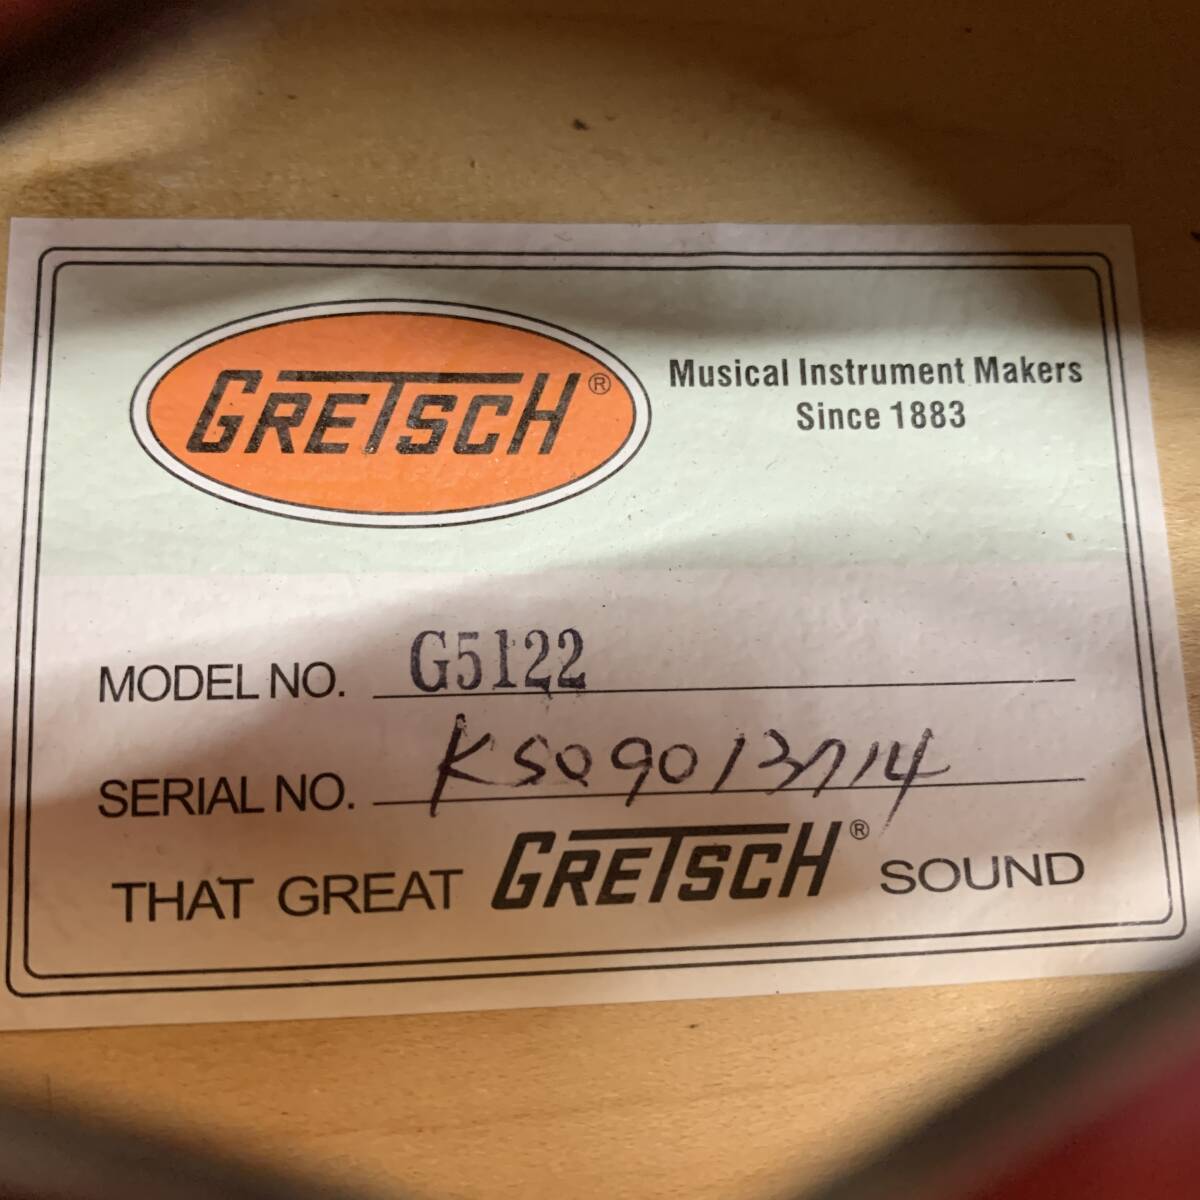 GRETSCH®
Musical Instrument Makers
Since 1883
MODEL NO. G5122
SERIAL NO. KS09013714
THAT GREAT GRETSCH® SOUND